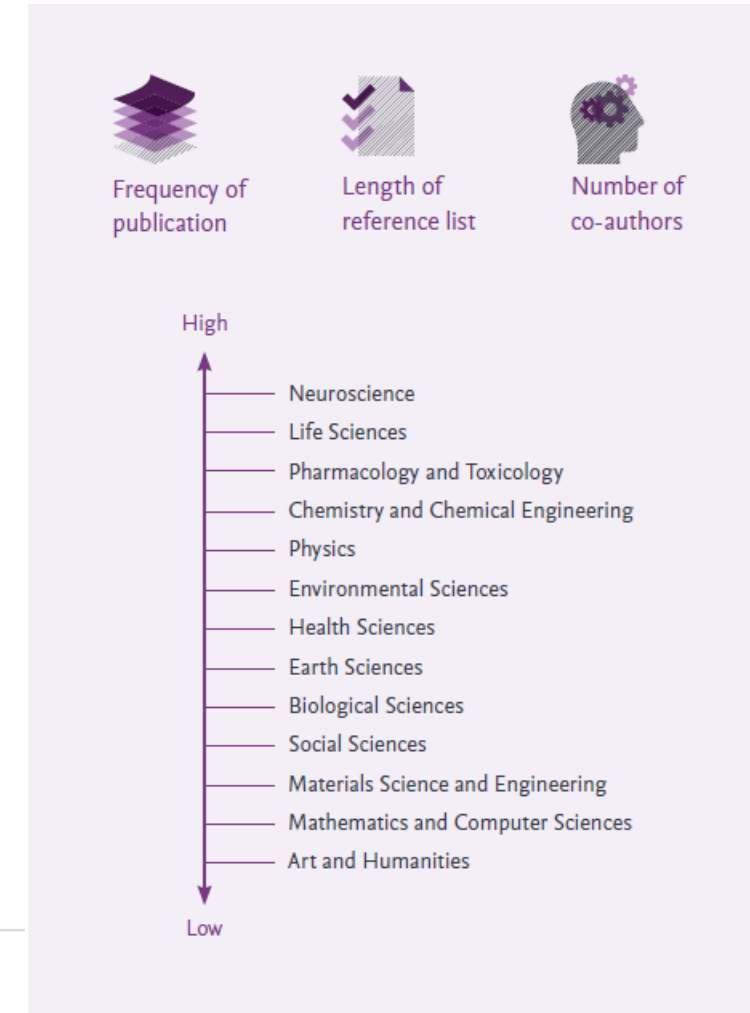 Frequency of
publication
Length of
reference list
Number of
co-authors
High
Neuroscience
Life Sciences
Pharmacology and Toxicology
Chemistry and Chemical Engineering
Physics
Environmental Sciences
Health Sciences
Earth Sciences
Biological Sciences
Social Sciences
Materials Science and Engineering
Mathematics and Computer Sciences
Art and Humanities
Low